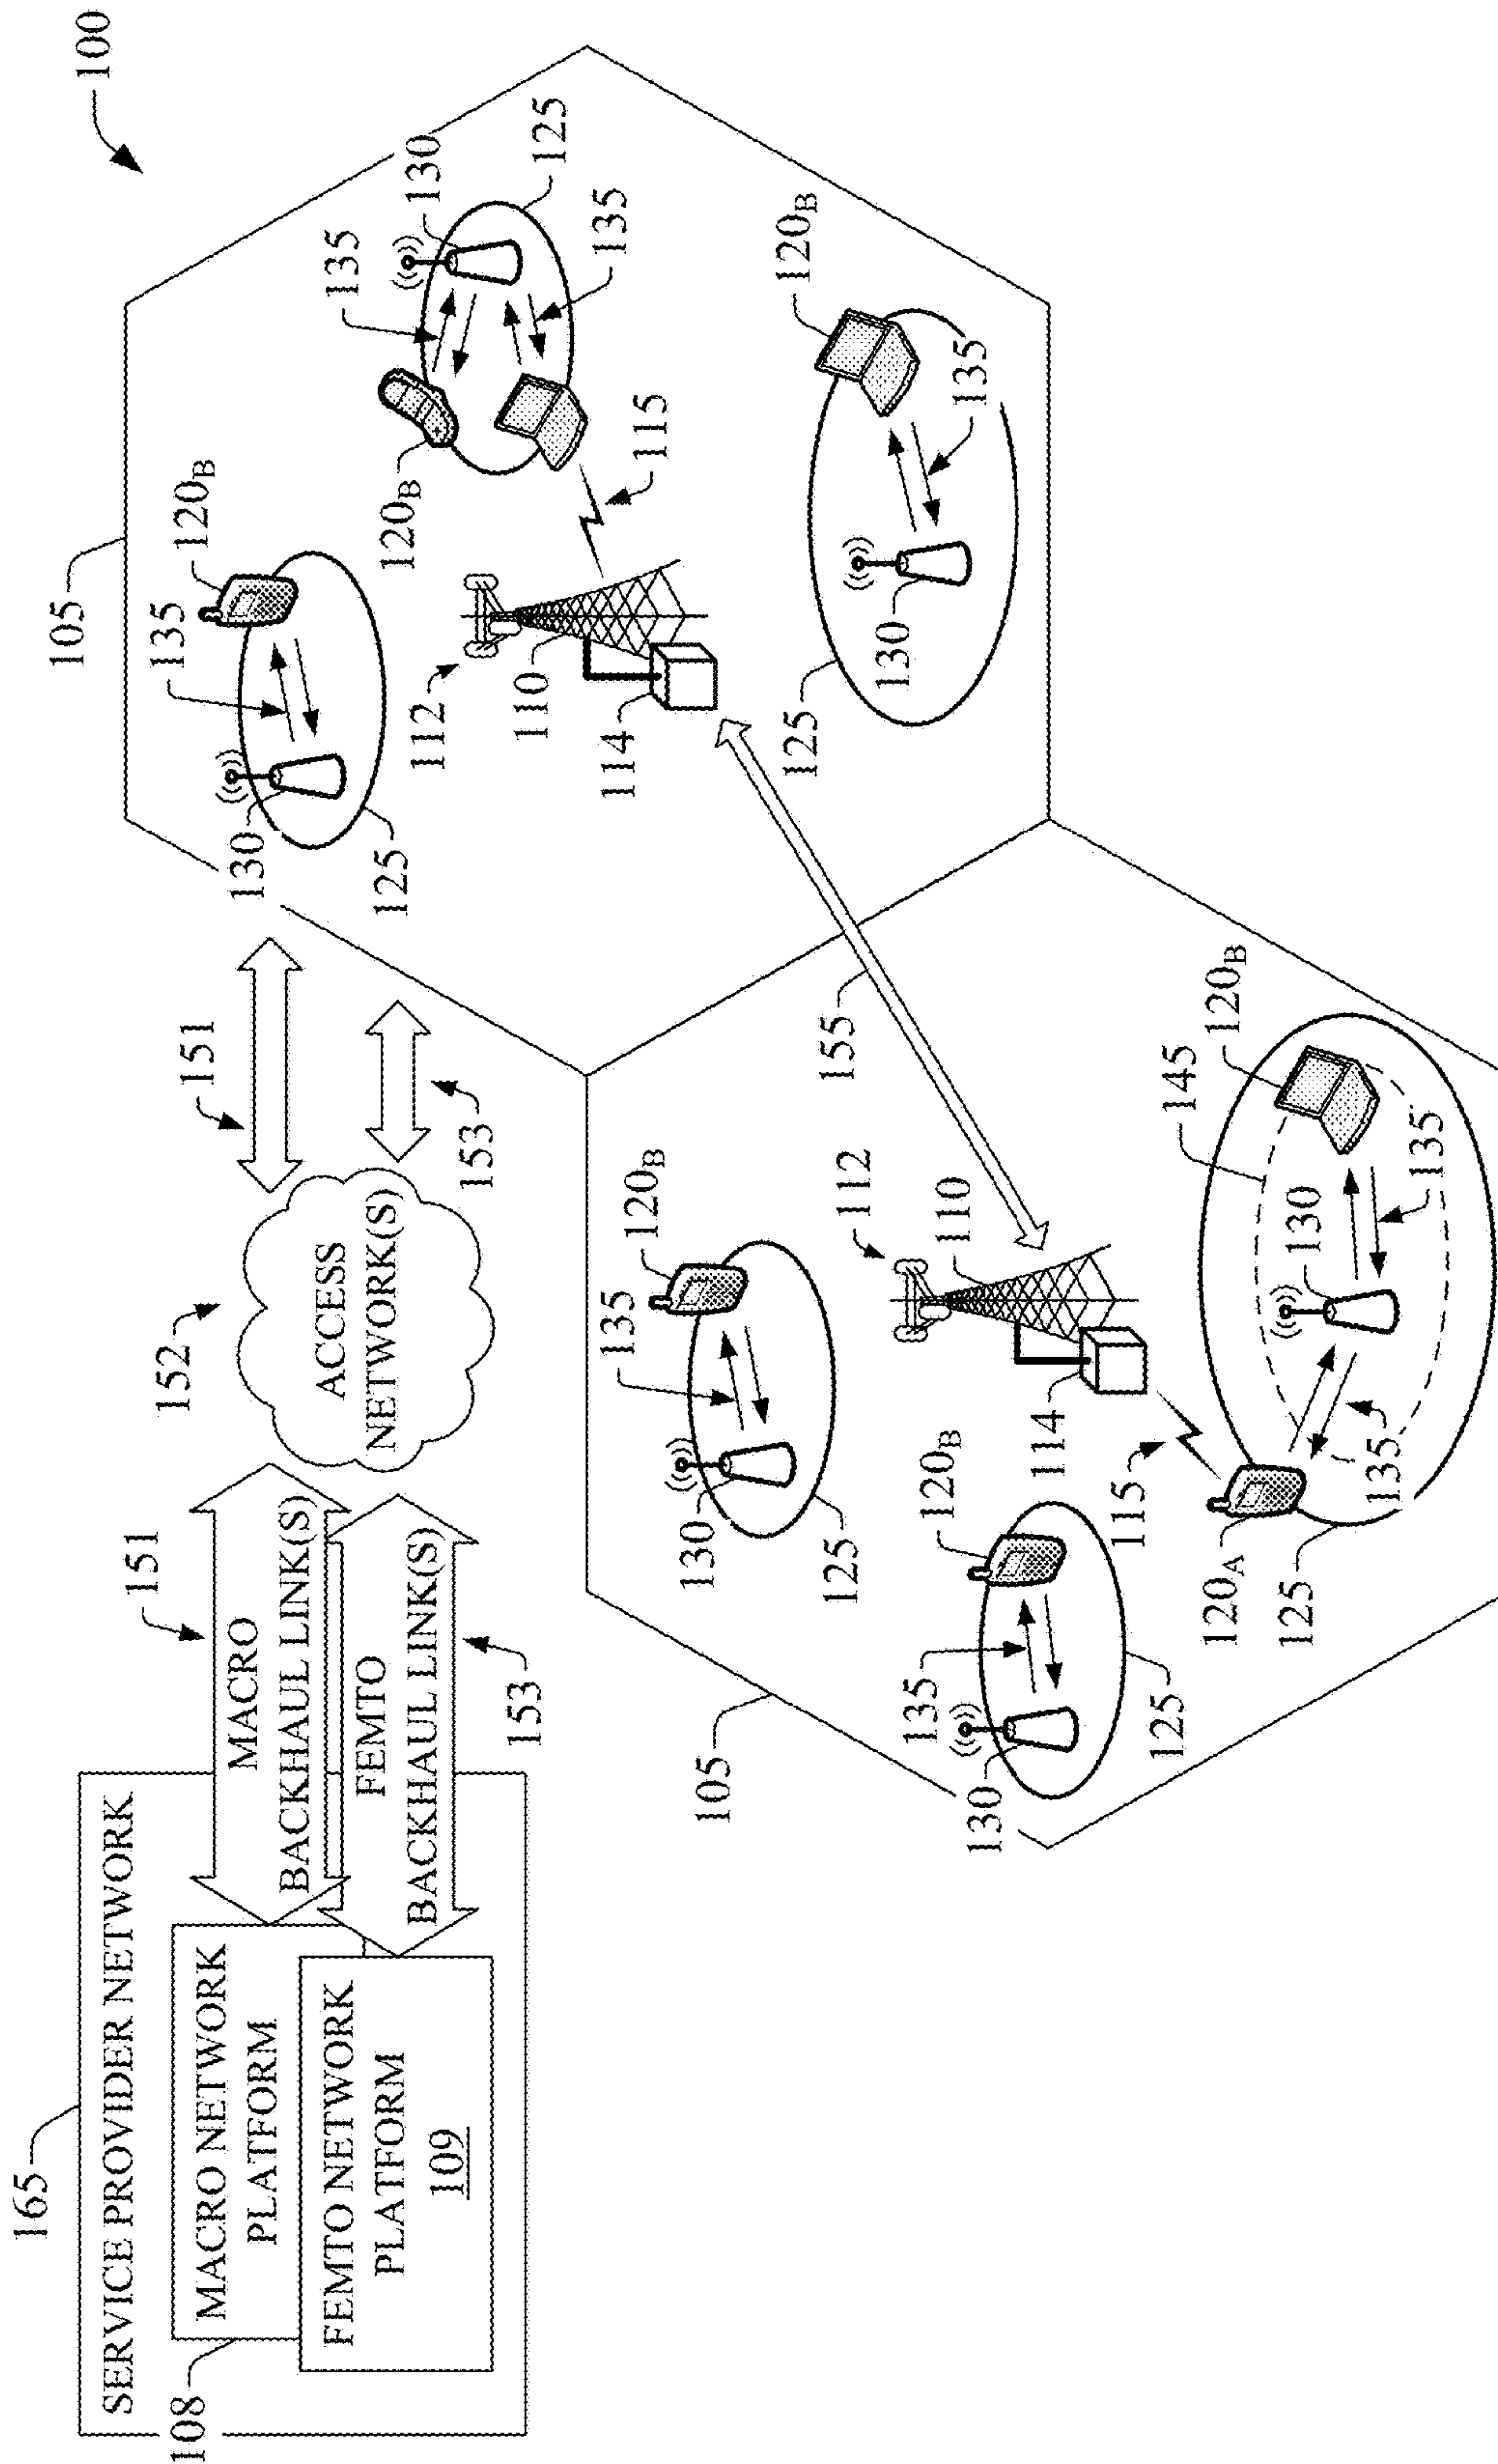 100
165
SERVICE PROVIDER NETWORK
108
MACRO NETWORK
PLATFORM
FEMTO NETWORK
PLATFORM
109
151
MACRO
BACKHAUL LINK(S)
FEMTO
BACKHAUL LINK(S)
153
152
ACCESS
NETWORK(S)
151
153
105
130
135
120B
125
112
110
114
120B
135
130
125
135
115
120B
125
130
135
155
105
130
135
120B
125
130
135
120B
125
112
110
114
115
120A
125
135
130
145
120B
135